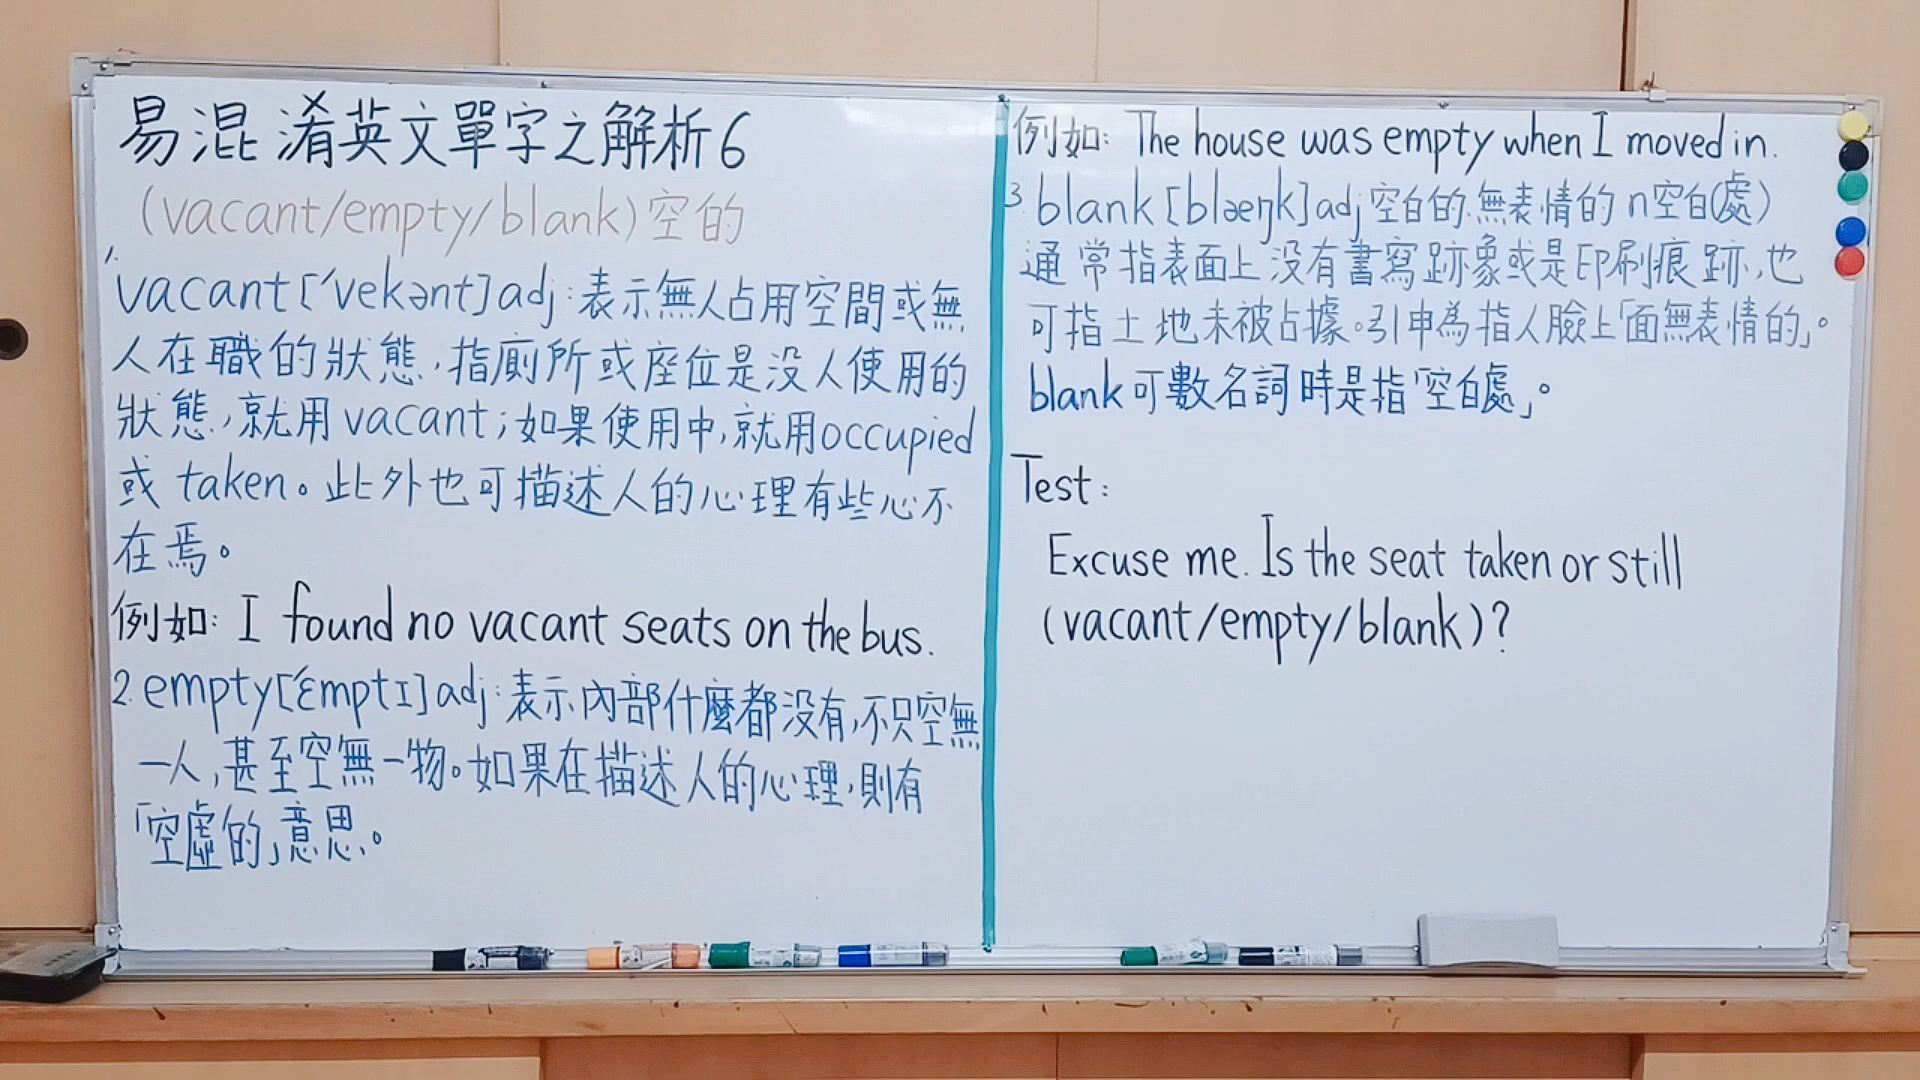 易混淆英文單字之解析6
(vacant/empty/blank)空的
1.
vacant[ˊvekənt]adj:表示無人占用空間或無
人在職的狀態,指廁所或座位是沒人使用的
狀態,就用vacant;如果使用中,就用occupied
或 taken。此外也可描述人的心理有些心不
在焉。
例如: I found no vacant seats on the bus.
2.empty[ˊɛmptɪ]adj:表示內部什麼都沒有,不只空無
一人,甚至空無一物。如果在描述人的心理,則有
「空虛的」意思。
例如: The house was empty when I moved in.
3.blank[blæŋk]adj空白的、無表情的 n空白(處)
通常指表面上沒有書寫跡象或是印刷痕跡,也
可指土地未被占據。引申為指人臉上「面無表情的」。
blank可數名詞時是指「空白處」。
Test:
Excuse me. Is the seat taken or still
(vacant/empty/blank)?